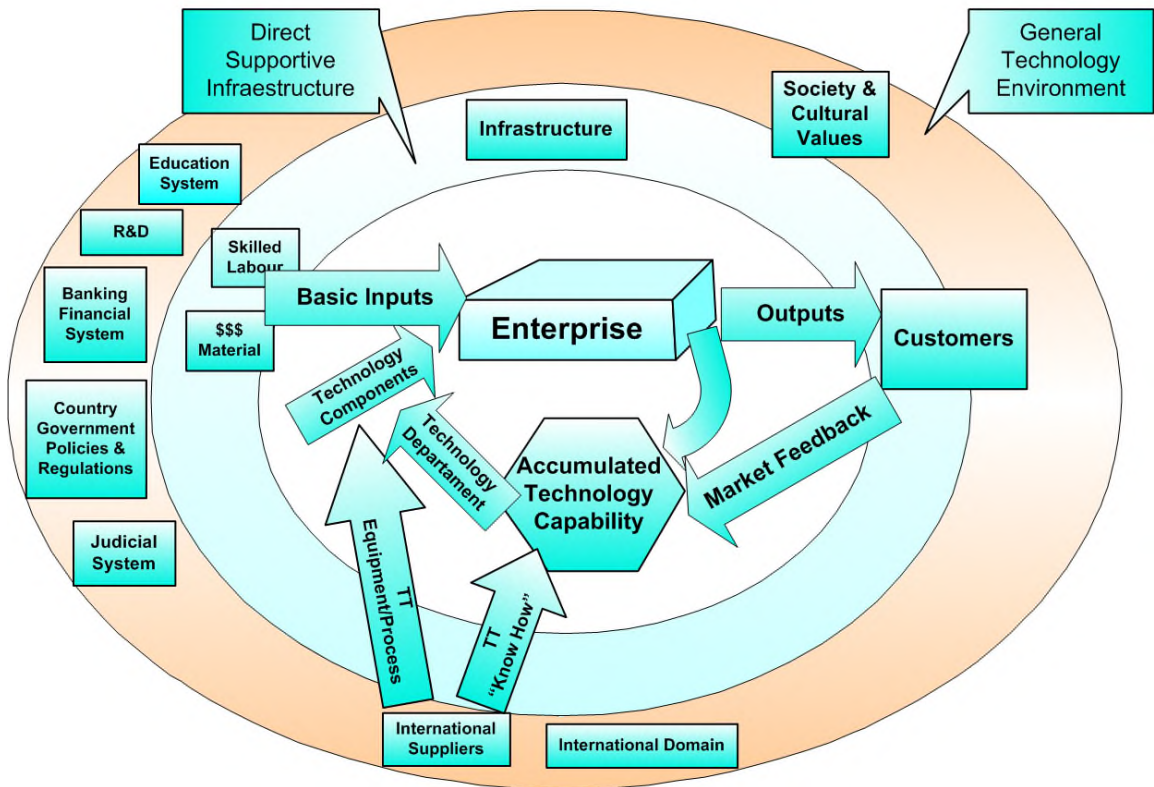 Direct
Supportive
Infraestructure
General
Technology
Environment
Society &
Cultural
Values
Infrastructure
Education
System
R&D
Skilled
Labour
Banking
Financial
System
$$$
Material
Basic Inputs
Enterprise
Outputs
Customers
Technology
Components
Technology
Departament
Country
Government
Policies &
Regulations
Accumulated
Technology
Capability
Market Feedback
Judicial
System
TT
Equipment/Process
TT
“Know How”
International
Suppliers
International Domain